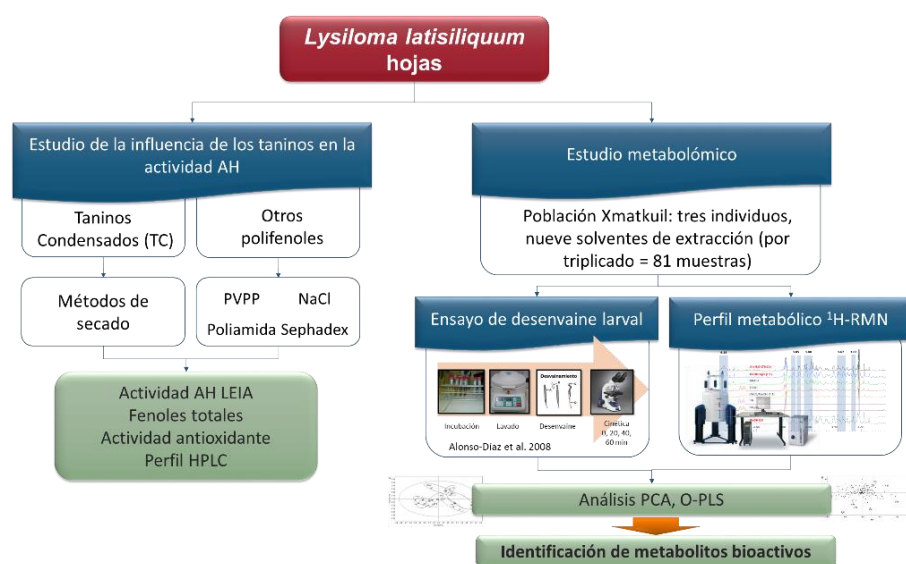 Lysiloma latisiliquum
hojas
Estudio de la influencia de los taninos en la
actividad AH
Taninos
Condensados (TC)
Otros
polifenoles
Métodos de
secado
PVPP NaCl
Poliamida Sephadex
Actividad AH LEIA
Fenoles totales
Actividad antioxidante
Perfil HPLC
Estudio metabolómico
Población Xmatkuil: tres individuos,
nueve solventes de extracción (por
triplicado = 81 muestras)
Ensayo de desenvaine larval
Desenvainamiento
Incubación
Lavado
Desenvaine
Cinética
0, 20, 40,
60 min
Alonso-Díaz et al. 2008
Perfil metabólico ¹H-RMN
Análisis PCA, O-PLS
Identificación de metabolitos bioactivos